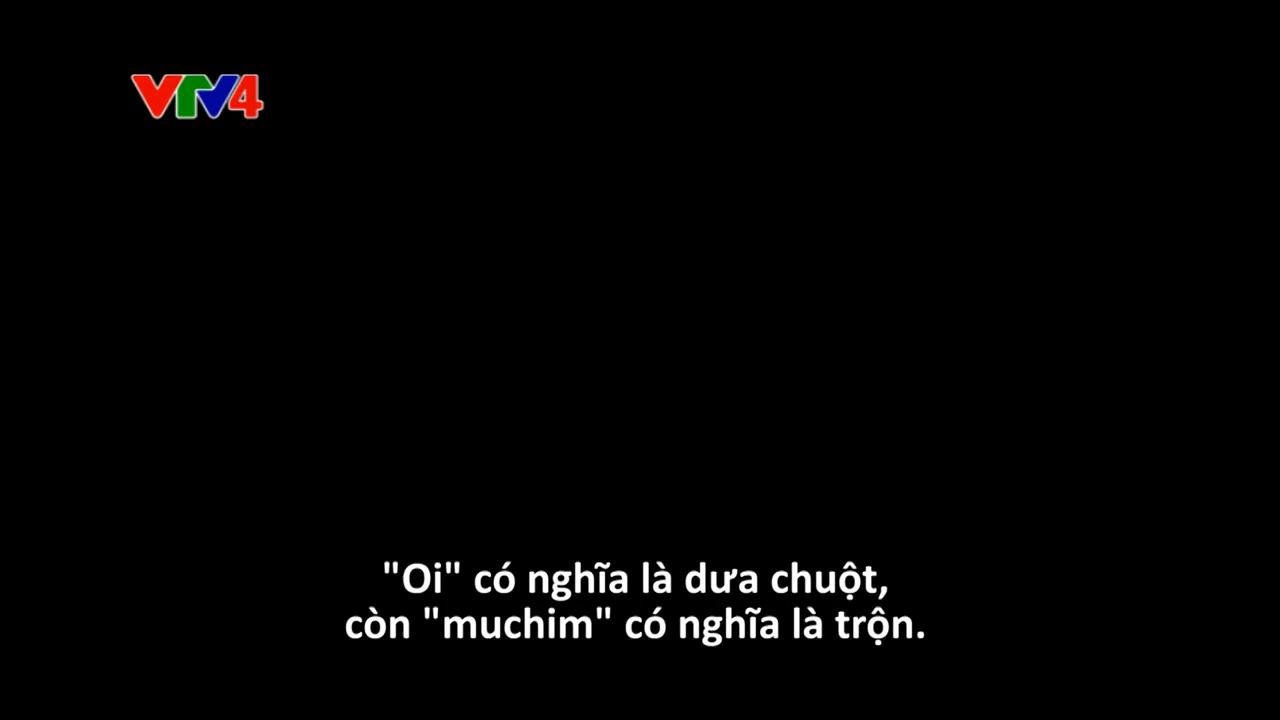 VTV4
"Oi" có nghĩa là dưa chuột,
còn "muchim" có nghĩa là trộn.